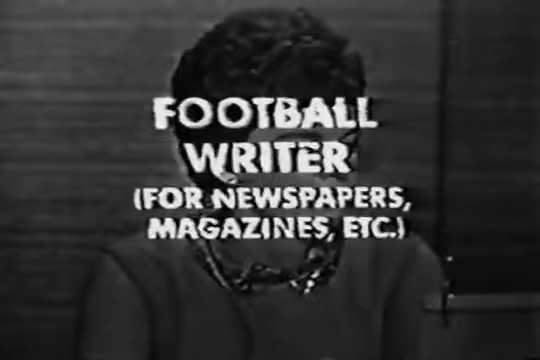 FOOTBALL
WRITER
(FOR NEWSPAPERS,
MAGAZINES, ETC.)